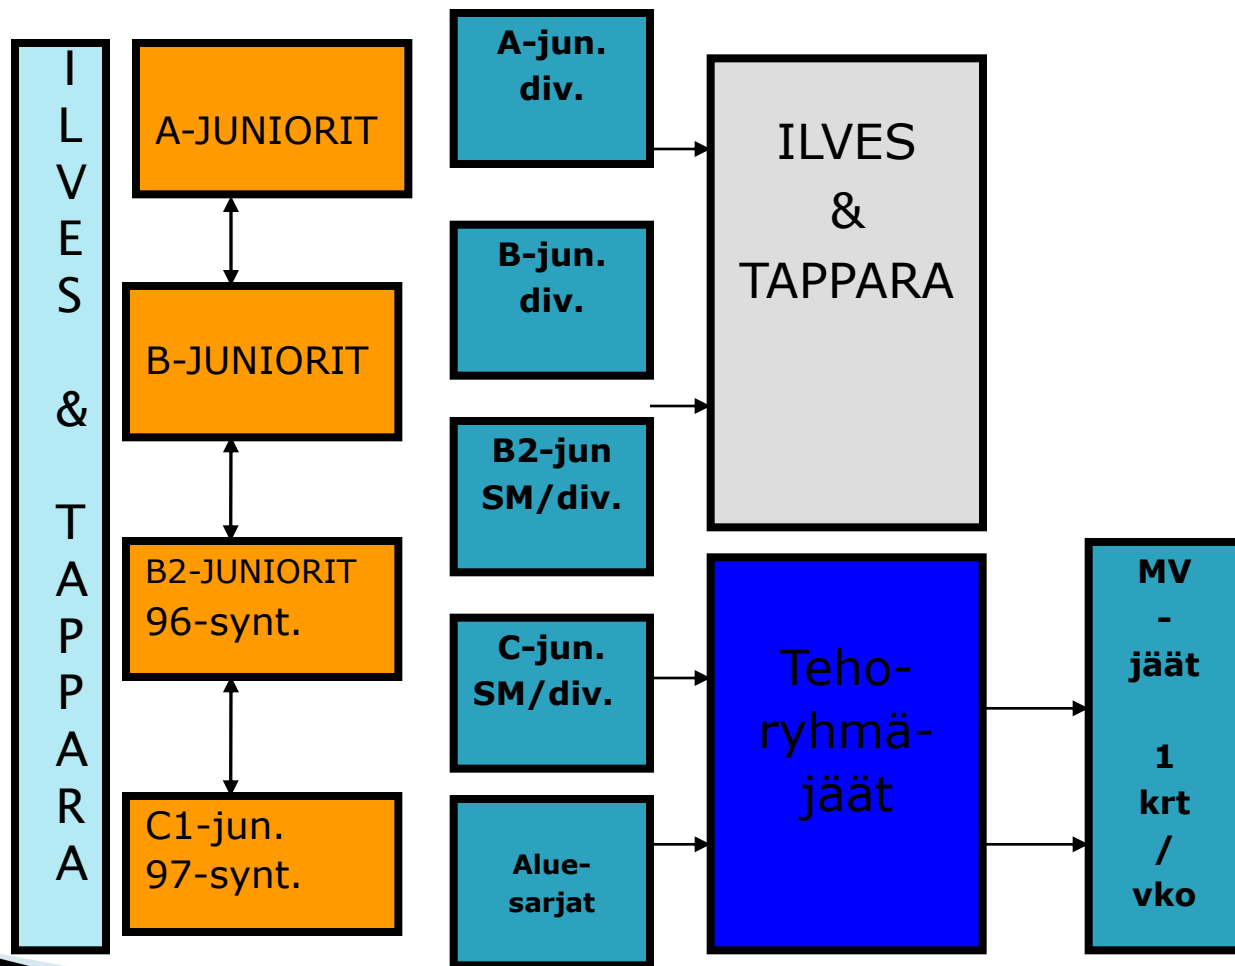 I
L
V
E
S
&
T
A
P
P
A
R
A
A-JUNIORIT
B-JUNIORIT
B2-JUNIORIT
96-synt.
C1-jun.
97-synt.
A-jun.
div.
B-jun.
div.
B2-jun
SM/div.
C-jun.
SM/div.
Alue-
sarjat
ILVES
&
TAPPARA
Teho-
ryhmä-
jäät
MV
-
jäät
1
krt
/
vko